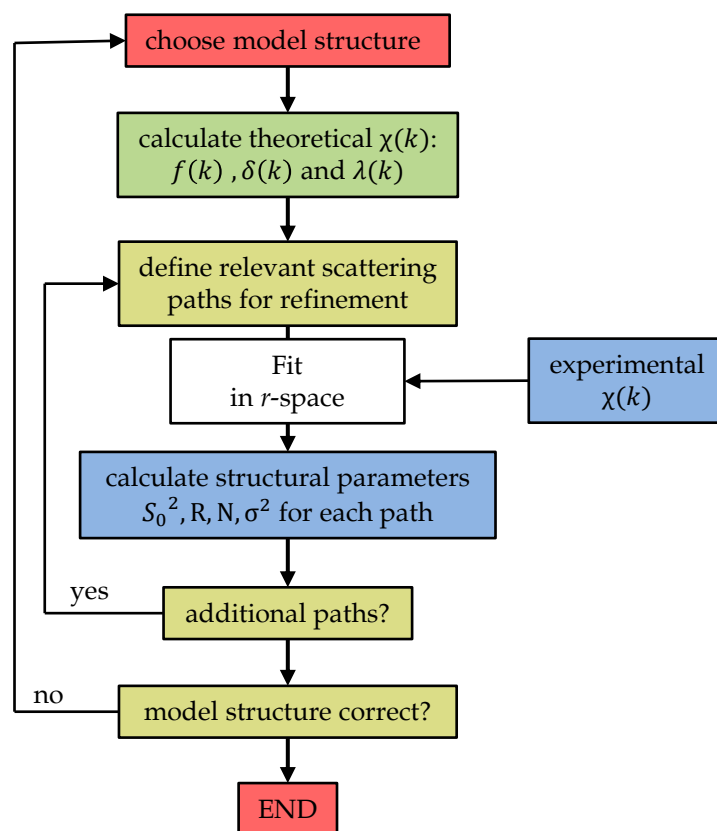 choose model structure
calculate theoretical χ(k):
f(k) , δ(k) and λ(k)
define relevant scattering
paths for refinement
Fit
in r-space
experimental
χ(k)
calculate structural parameters
S₀², R, N, σ² for each path
yes
additional paths?
no
model structure correct?
END